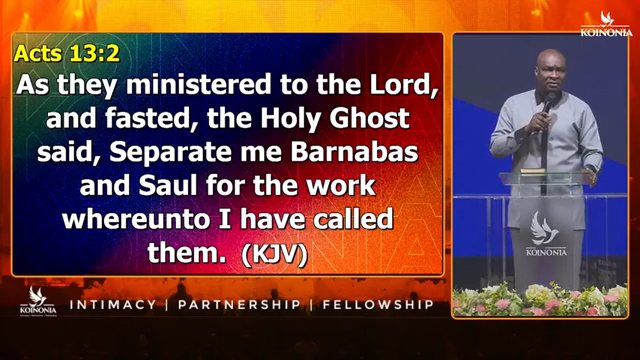 Acts 13:2
As they ministered to the Lord,
and fasted, the Holy Ghost
said, Separate me Barnabas
and Saul for the work
whereunto I have called
them. (KJV)
KOINONIA
KOINONIA
KOINONIA
INTIMACY | PARTNERSHIP | FELLOWSHIP